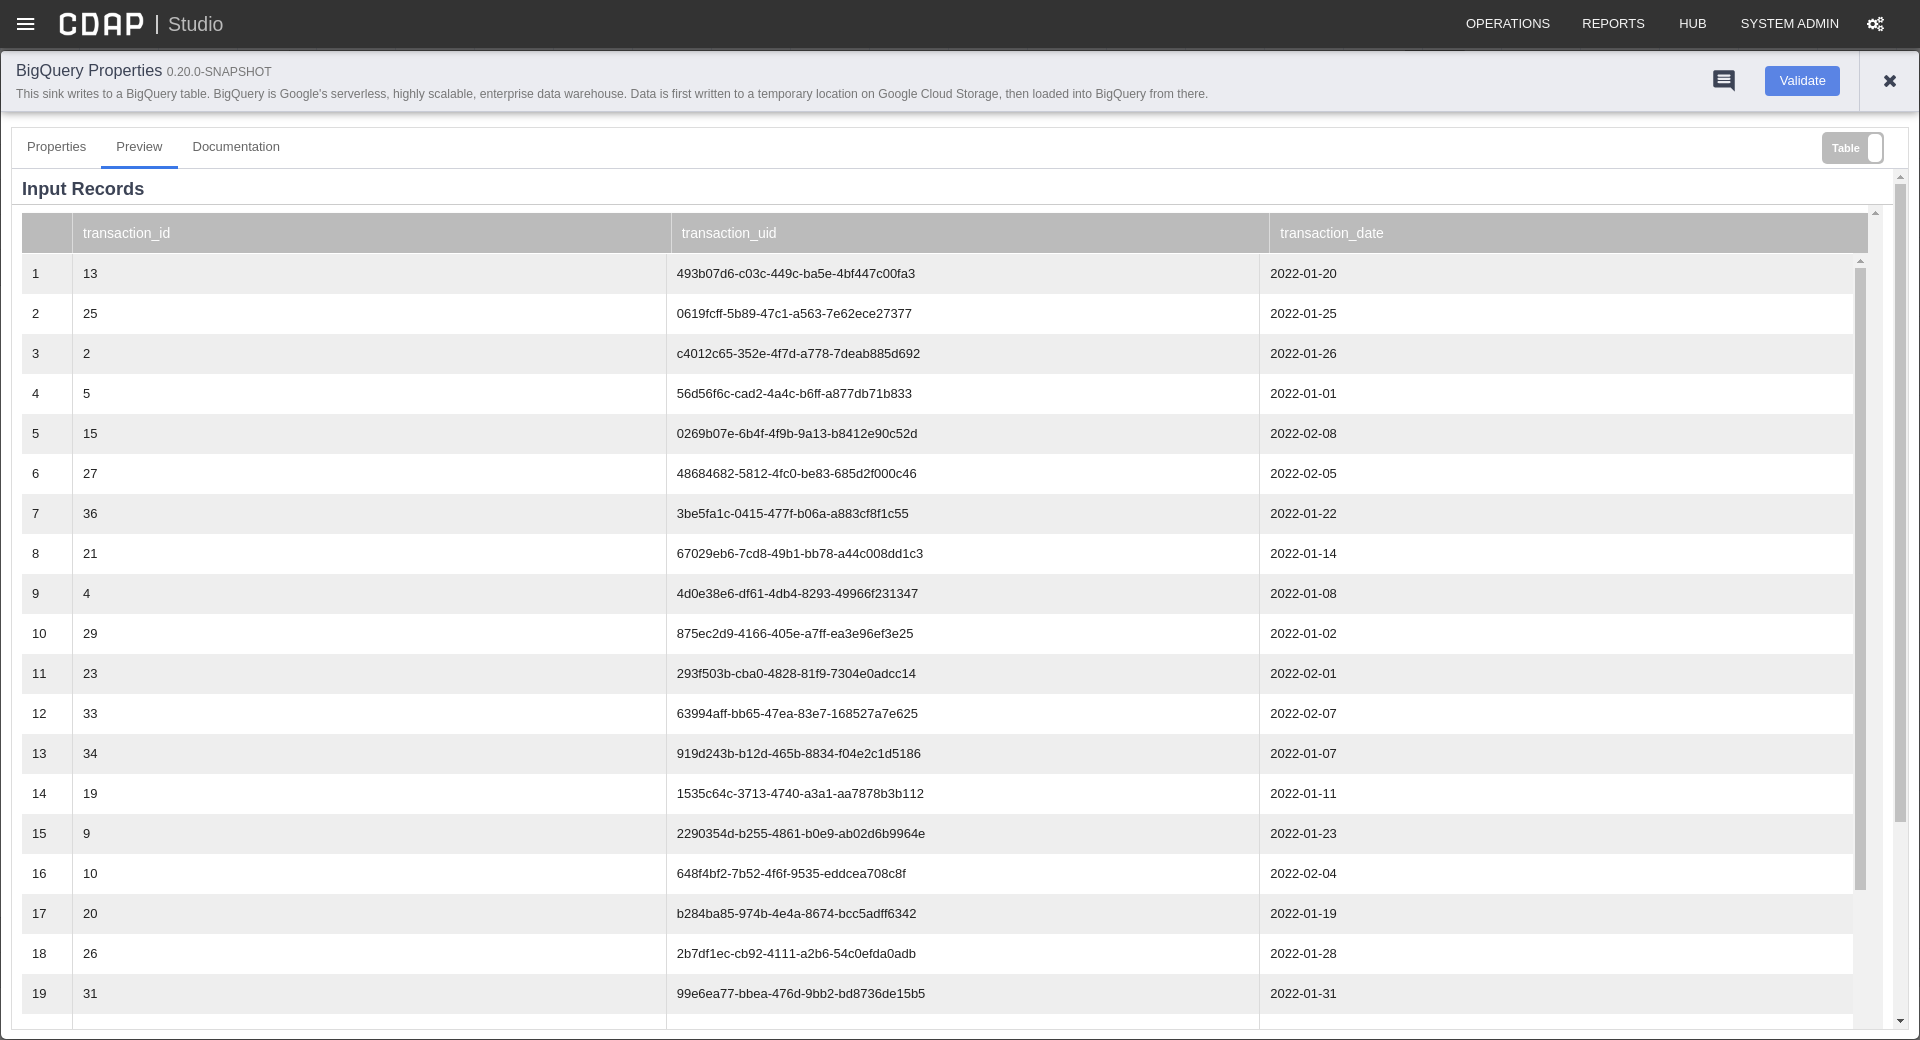 CDAP | Studio OPERATIONS REPORTS HUB SYSTEM ADMIN
BigQuery Properties 0.20.0-SNAPSHOT
This sink writes to a BigQuery table. BigQuery is Google's serverless, highly scalable, enterprise data warehouse. Data is first written to a temporary location on Google Cloud Storage, then loaded into BigQuery from there.
Validate
Properties Preview Documentation Table
Input Records
transaction_id transaction_uid transaction_date
1 13 493b07d6-c03c-449c-ba5e-4bf447c00fa3 2022-01-20
2 25 0619fcff-5b89-47c1-a563-7e62ece27377 2022-01-25
3 2 c4012c65-352e-4f7d-a778-7deab885d692 2022-01-26
4 5 56d56f6c-cad2-4a4c-b6ff-a877db71b833 2022-01-01
5 15 0269b07e-6b4f-4f9b-9a13-b8412e90c52d 2022-02-08
6 27 48684682-5812-4fc0-be83-685d2f000c46 2022-02-05
7 36 3be5fa1c-0415-477f-b06a-a883cf8f1c55 2022-01-22
8 21 67029eb6-7cd8-49b1-bb78-a44c008dd1c3 2022-01-14
9 4 4d0e38e6-df61-4db4-8293-49966f231347 2022-01-08
10 29 875ec2d9-4166-405e-a7ff-ea3e96ef3e25 2022-01-02
11 23 293f503b-cba0-4828-81f9-7304e0adcc14 2022-02-01
12 33 63994aff-bb65-47ea-83e7-168527a7e625 2022-02-07
13 34 919d243b-b12d-465b-8834-f04e2c1d5186 2022-01-07
14 19 1535c64c-3713-4740-a3a1-aa7878b3b112 2022-01-11
15 9 2290354d-b255-4861-b0e9-ab02d6b9964e 2022-01-23
16 10 648f4bf2-7b52-4f6f-9535-eddcea708c8f 2022-02-04
17 20 b284ba85-974b-4e4a-8674-bcc5adff6342 2022-01-19
18 26 2b7df1ec-cb92-4111-a2b6-54c0efda0adb 2022-01-28
19 31 99e6ea77-bbea-476d-9bb2-bd8736de15b5 2022-01-31